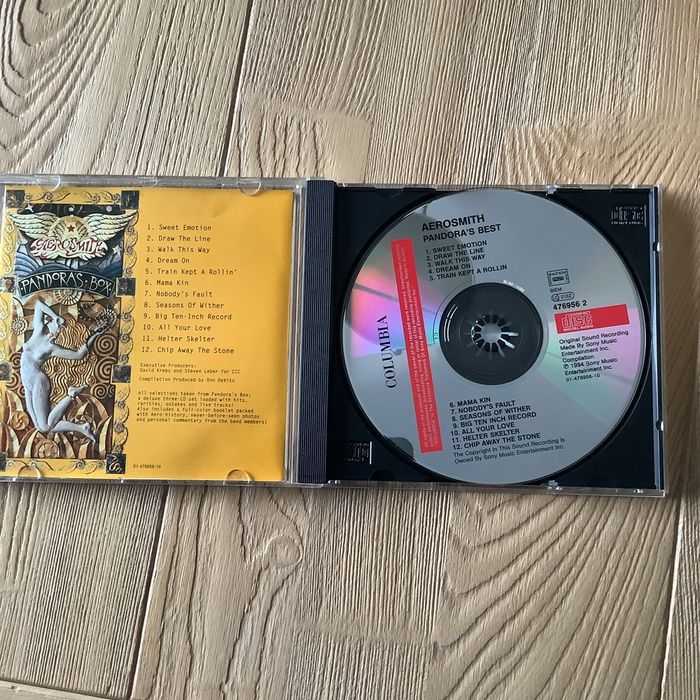 AEROSMITH
PANDORA'S BOX
1. Sweet Emotion
2. Draw The Line
3. Walk This Way
4. Dream On
5. Train Kept A Rollin'
6. Mama Kin
7. Nobody's Fault
8. Seasons Of Wither
9. Big Ten-Inch Record
10. All Your Love
11. Helter Skelter
12. Chip Away The Stone
Executive Producers:
David Krebs and Steven Leber for CCC
Compilation Produced by Don DeVito
All selections taken from Pandora's Box;
a deluxe three-CD set loaded with hits,
rarities, outakes and live tracks!
Also includes a full-color booklet packed
with Aero-history, never-before-seen photos
and personal commentary from the band members!
01-476956-10
AEROSMITH
PANDORA'S BEST
1. SWEET EMOTION
2. DRAW THE LINE
3. WALK THIS WAY
4. DREAM ON
5. TRAIN KEPT A ROLLIN
COLUMBIA
BIEM
476956 2
COMPACT
disc
DIGITAL AUDIO
Original Sound Recording
Made By Sony Music
Entertainment Inc.
Compilation
℗ 1994 Sony Music
Entertainment Inc.
01-476956-10
6. MAMA KIN
7. NOBODY'S FAULT
8. SEASONS OF WITHER
9. BIG TEN INCH RECORD
10. ALL YOUR LOVE
11. HELTER SKELTER
12. CHIP AWAY THE STONE
The Copyright In This Sound Recording Is
Owned By Sony Music Entertainment Inc.